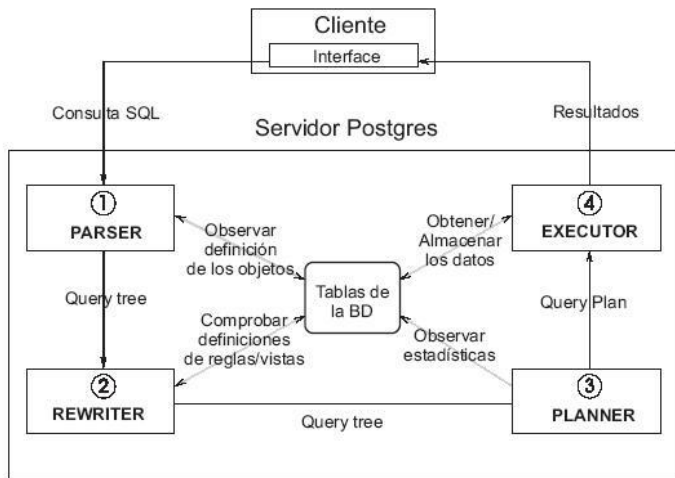 Cliente
Interface
Consulta SQL
Resultados
Servidor Postgres
1
PARSER
4
EXECUTOR
Observar
definición
de los objetos
Obtener/
Almacenar
los datos
Tablas de
la BD
Query tree
Query Plan
Comprobar
definiciones
de reglas/vistas
Observar
estadísticas
2
REWRITER
3
PLANNER
Query tree